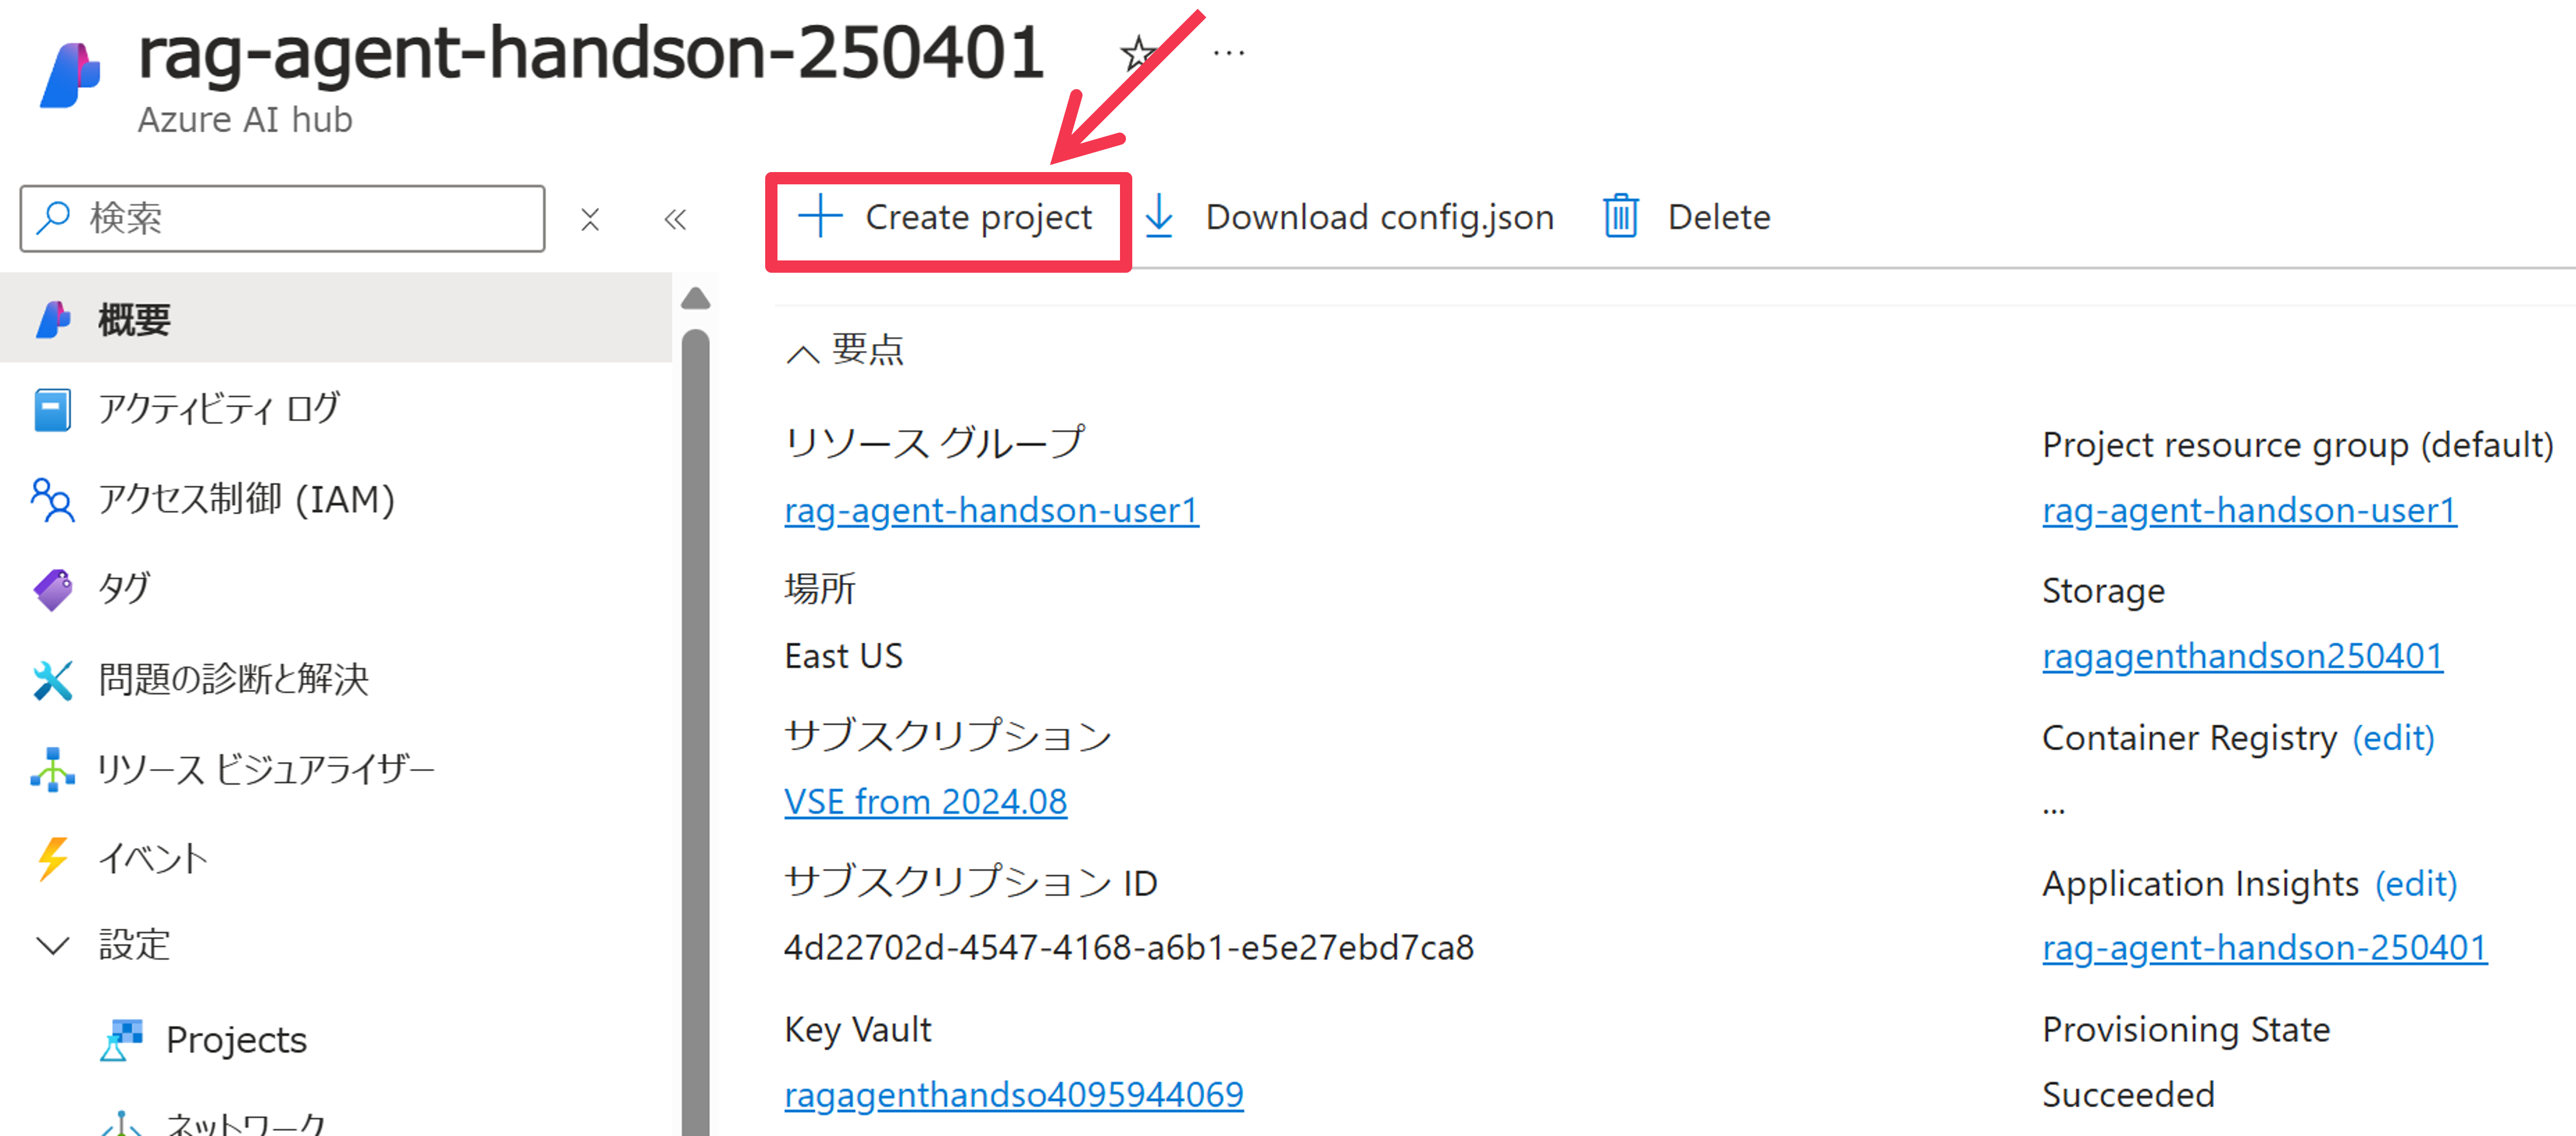 rag-agent-handson-250401
Azure AI hub
検索
Create project
Download config.json
Delete
概要
アクティビティ ログ
アクセス制御 (IAM)
タグ
問題の診断と解決
リソース ビジュアライザー
イベント
設定
Projects
ネットワーク
要点
リソース グループ
rag-agent-handson-user1
場所
East US
サブスクリプション
VSE from 2024.08
サブスクリプション ID
4d22702d-4547-4168-a6b1-e5e27ebd7ca8
Key Vault
ragagenthandso4095944069
Project resource group (default)
rag-agent-handson-user1
Storage
ragagenthandson250401
Container Registry (edit)
...
Application Insights (edit)
rag-agent-handson-250401
Provisioning State
Succeeded